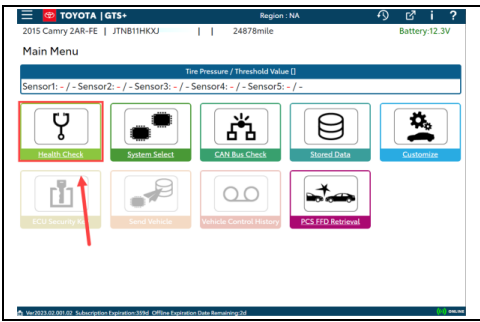 TOYOTA | GTS+ Region : NA i ?
2015 Camry 2AR-FE | JTNB11HKXJ | | 24878mile Battery:12.3V
Main Menu
Tire Pressure / Threshold Value []
Sensor1: - / - Sensor2: - / - Sensor3: - / - Sensor4: - / - Sensor5: - / -
Health Check System Select CAN Bus Check Stored Data Customize
ECU Security Key Send Vehicle Vehicle Control History PCS FFD Retrieval
Ver2023.02.001.02 Subscription Expiration:359d Offline Expiration Date Remaining:2d ONLINE